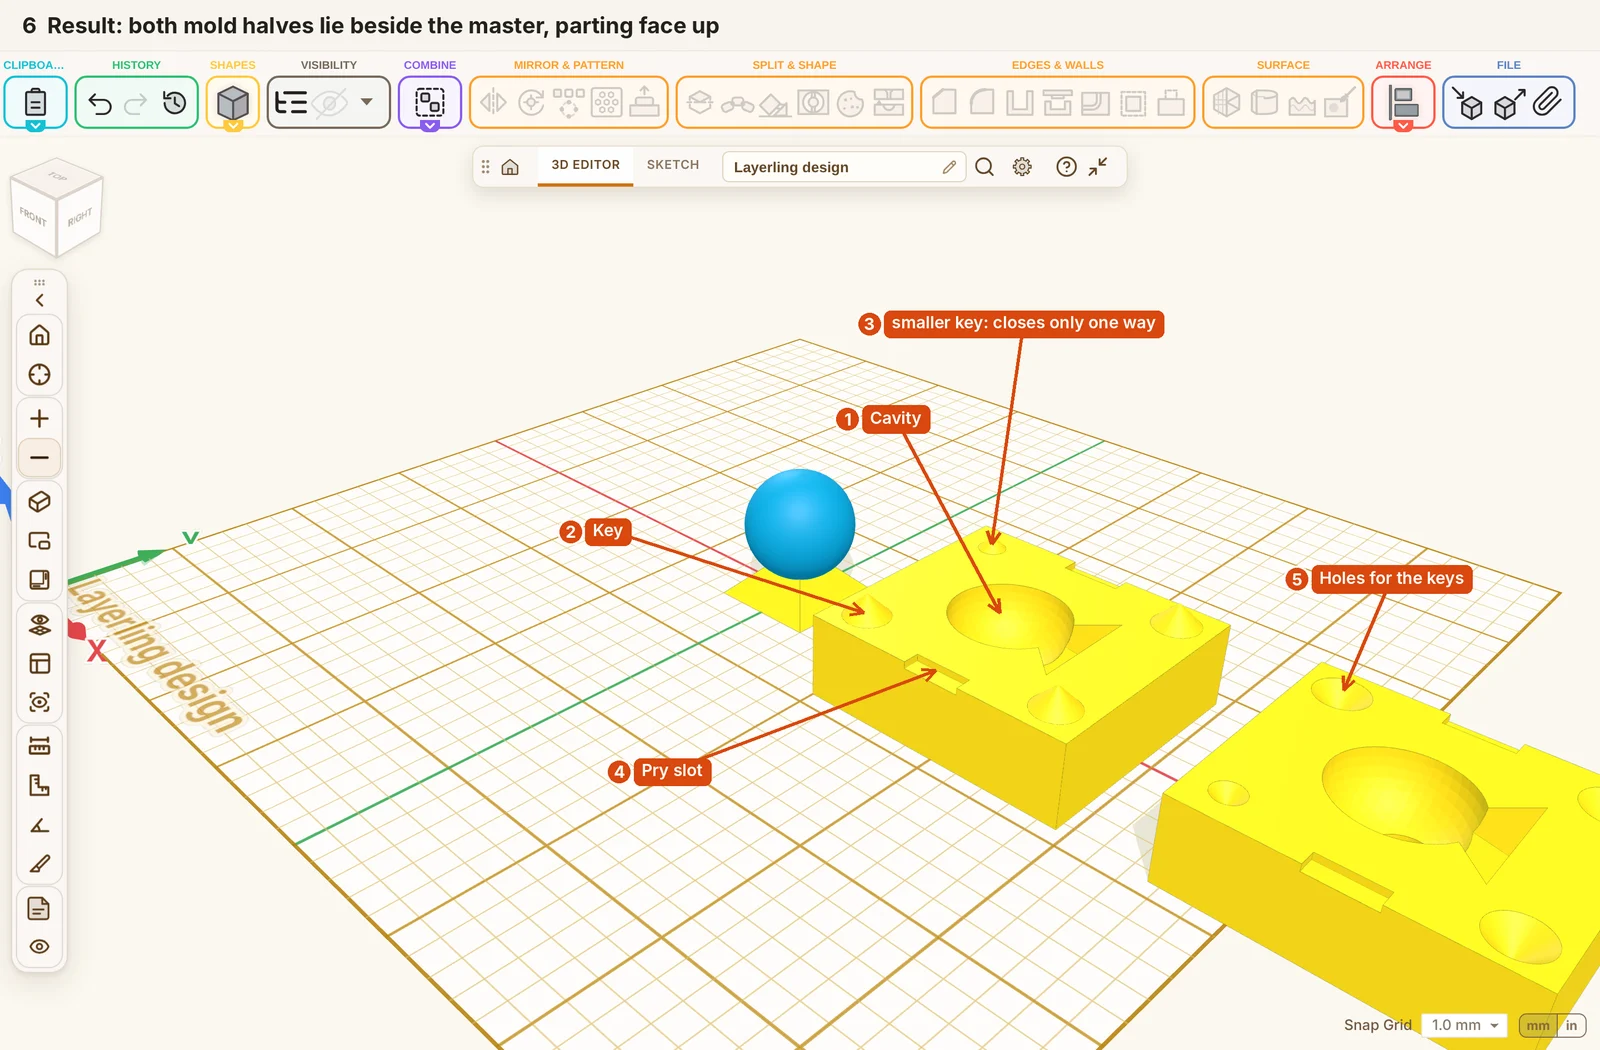 6 Result: both mold halves lie beside the master, parting face up
CLIPBOA... HISTORY SHAPES VISIBILITY COMBINE MIRROR & PATTERN SPLIT & SHAPE EDGES & WALLS SURFACE ARRANGE FILE
3D EDITOR SKETCH Layerling design
TOP
FRONT RIGHT
3 smaller key: closes only one way
1 Cavity
2 Key
5 Holes for the keys
4 Pry slot
Y
X
Layerling design
Snap Grid 1.0 mm mm in